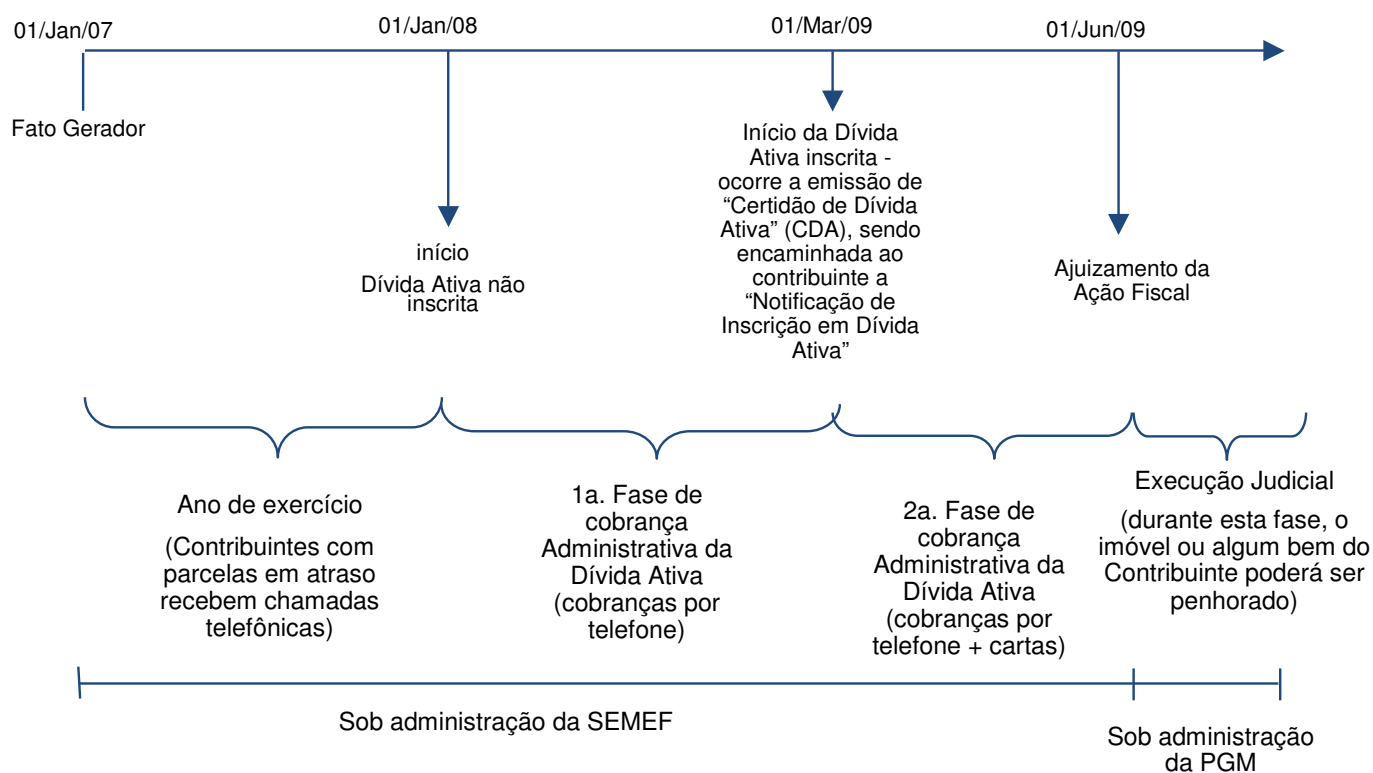 01/Jan/07
01/Jan/08
01/Mar/09
01/Jun/09
Fato Gerador
início
Dívida Ativa não
inscrita
Início da Dívida
Ativa inscrita -
ocorre a emissão de
“Certidão de Dívida
Ativa” (CDA), sendo
encaminhada ao
contribuinte a
“Notificação de
Inscrição em Dívida
Ativa”
Ajuizamento da
Ação Fiscal
Ano de exercício
(Contribuintes com
parcelas em atraso
recebem chamadas
telefônicas)
1a. Fase de
cobrança
Administrativa da
Dívida Ativa
(cobranças por
telefone)
2a. Fase de
cobrança
Administrativa da
Dívida Ativa
(cobranças por
telefone + cartas)
Execução Judicial
(durante esta fase, o
imóvel ou algum bem do
Contribuinte poderá ser
penhorado)
Sob administração da SEMEF
Sob administração
da PGM